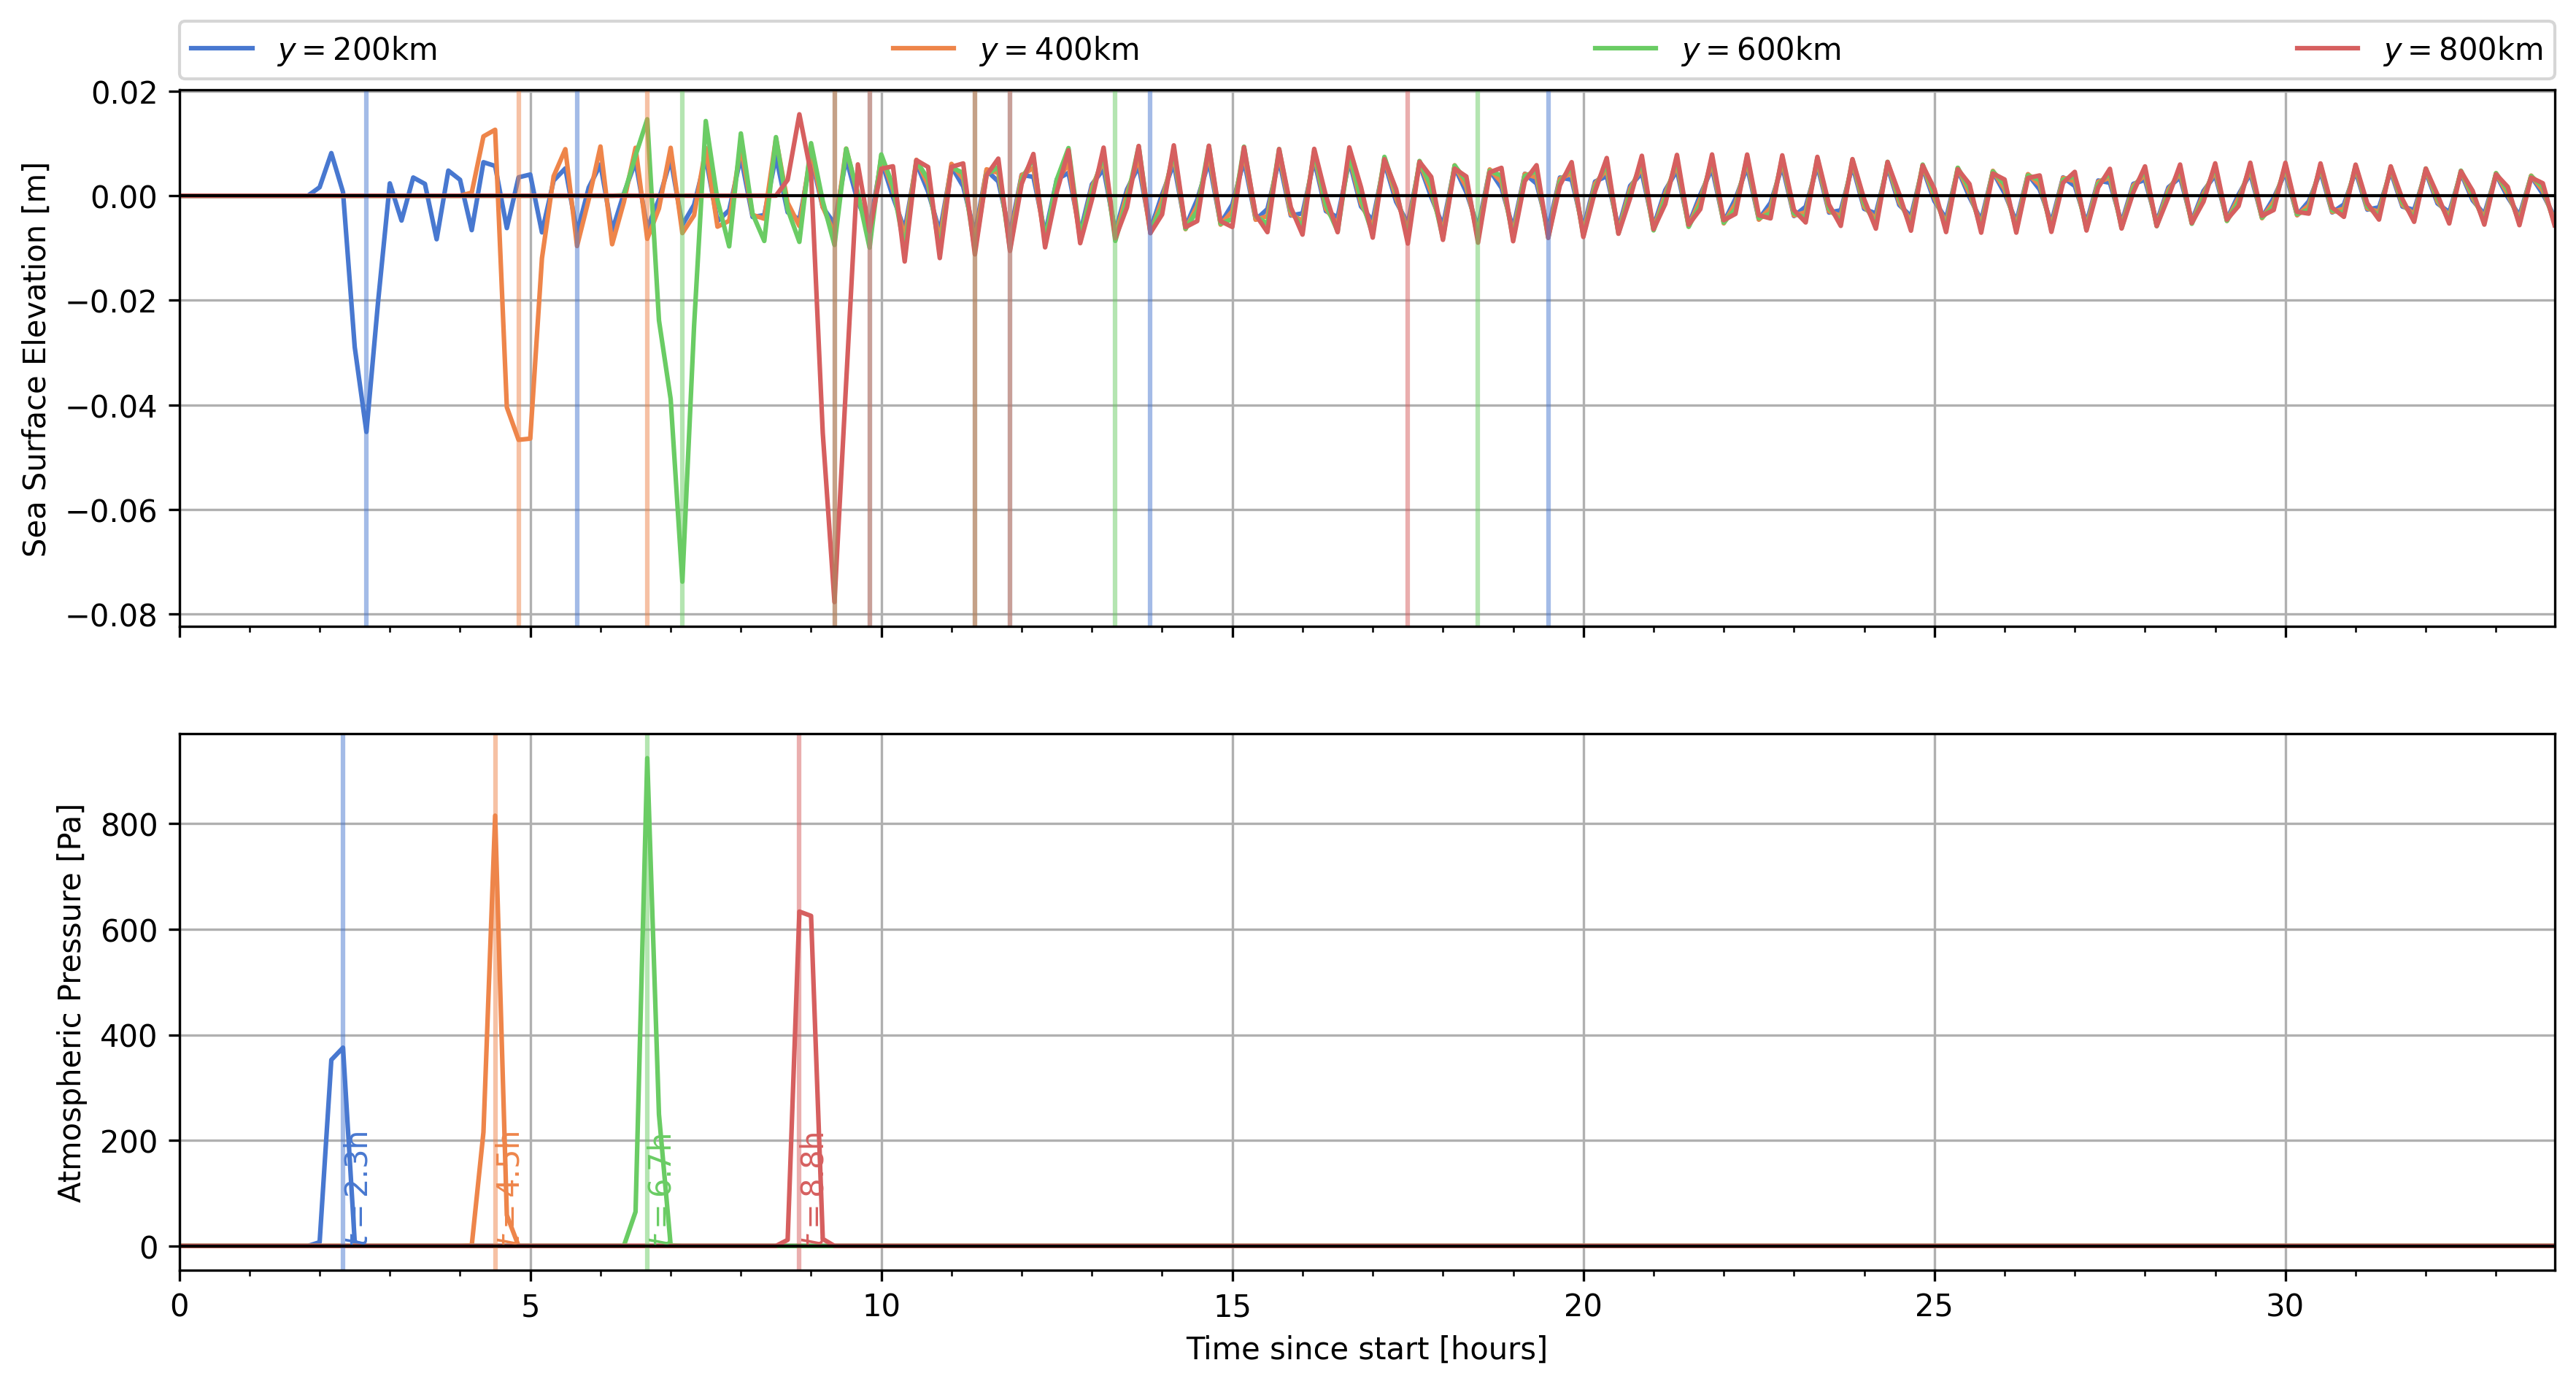 y = 200km y = 400km y = 600km y = 800km
0.02
0.00
−0.02
−0.04
−0.06
−0.08
Sea Surface Elevation [m]
800
600
400
200
0
Atmospheric Pressure [Pa]
t = 2.3h
t = 4.5h
t = 6.7h
t = 8.8h
0 5 10 15 20 25 30
Time since start [hours]